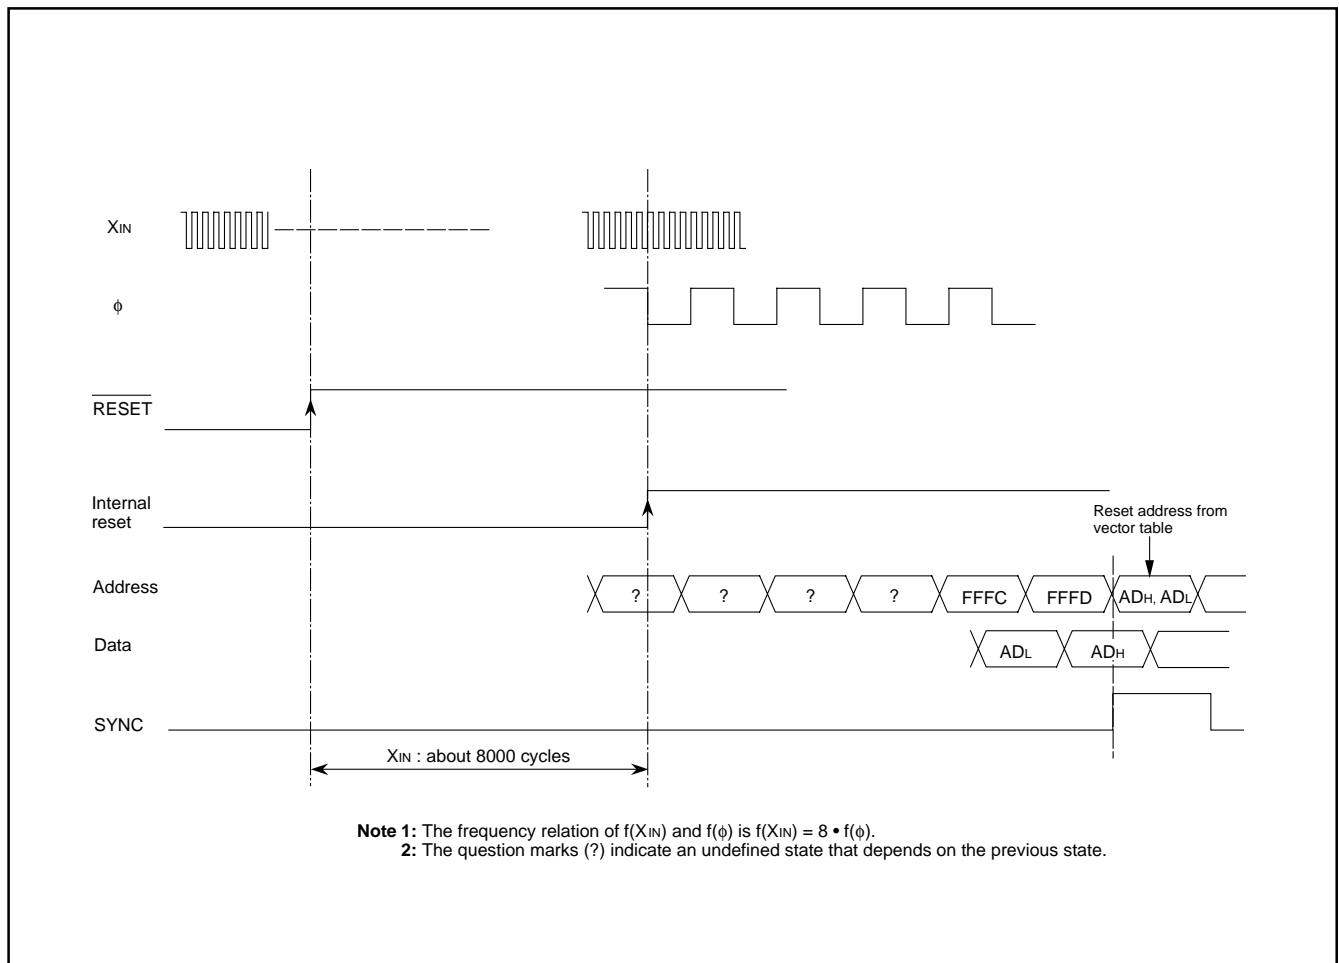 XIN
ϕ
RESET
Internal
reset
Reset address from
vector table
Address
?
?
?
?
FFFC
FFFD
ADH, ADL
Data
ADL
ADH
SYNC
XIN : about 8000 cycles
Note 1: The frequency relation of f(XIN) and f(ϕ) is f(XIN) = 8 • f(ϕ).
2: The question marks (?) indicate an undefined state that depends on the previous state.